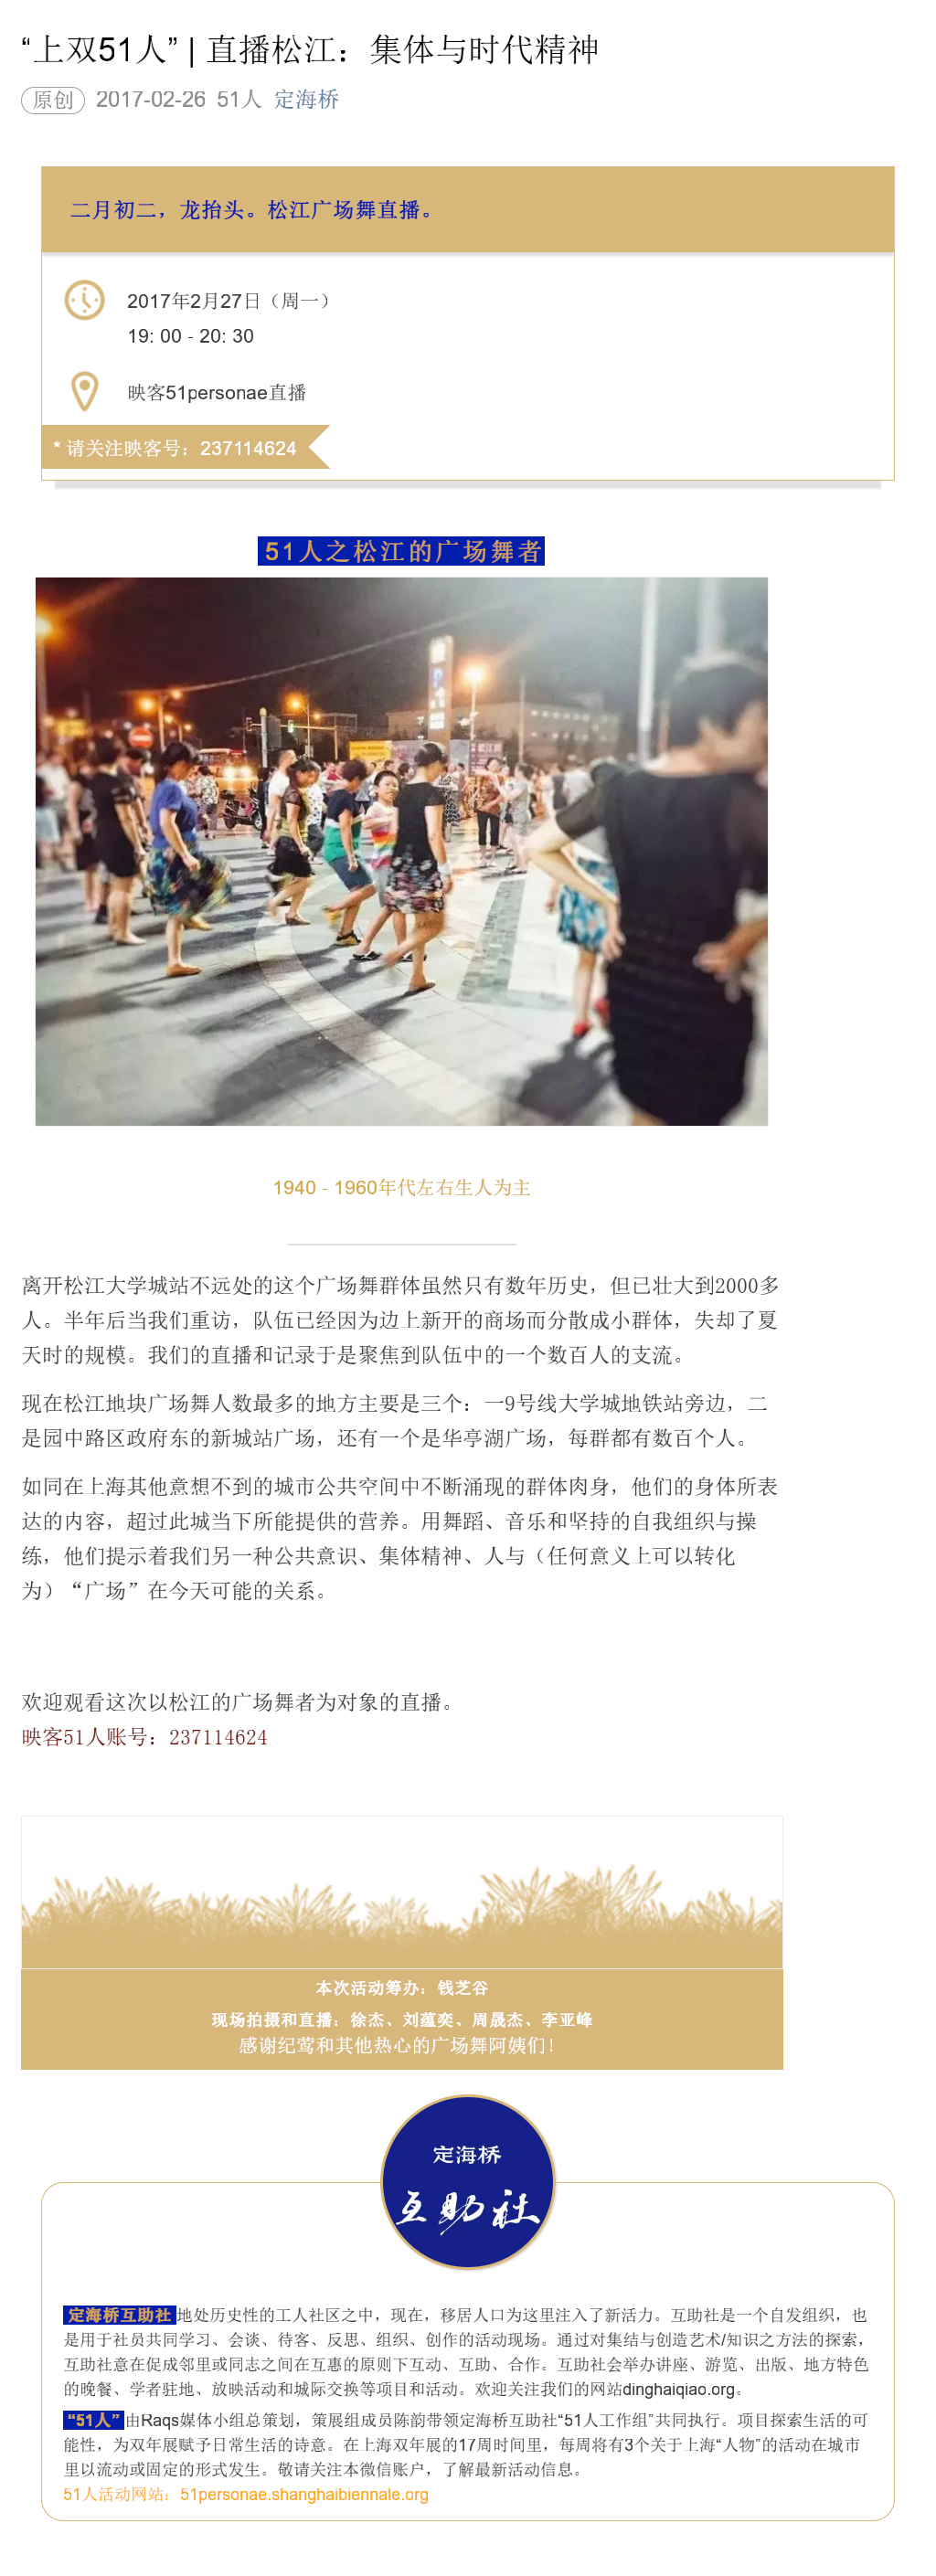 “上双51人” | 直播松江：集体与时代精神
原创 2017-02-26 51人 定海桥
二月初二，龙抬头。松江广场舞直播。
2017年2月27日（周一）
19: 00 - 20: 30
映客51personae直播
* 请关注映客号：237114624
51人之松江的广场舞者
1940 - 1960年代左右生人为主
离开松江大学城站不远处的这个广场舞群体虽然只有数年历史，但已壮大到2000多
人。半年后当我们重访，队伍已经因为边上新开的商场而分散成小群体，失却了夏
天时的规模。我们的直播和记录于是聚焦到队伍中的一个数百人的支流。
现在松江地块广场舞人数最多的地方主要是三个：一9号线大学城地铁站旁边，二
是园中路区政府东的新城站广场，还有一个是华亭湖广场，每群都有数百个人。
如同在上海其他意想不到的城市公共空间中不断涌现的群体肉身，他们的身体所表
达的内容，超过此城当下所能提供的营养。用舞蹈、音乐和坚持的自我组织与操
练，他们提示着我们另一种公共意识、集体精神、人与（任何意义上可以转化
为）“广场”在今天可能的关系。
欢迎观看这次以松江的广场舞者为对象的直播。
映客51人账号：237114624
本次活动筹办：钱芝谷
现场拍摄和直播：徐杰、刘蕴奕、周晟杰、李亚峰
感谢纪莺和其他热心的广场舞阿姨们！
定海桥
互助社
定海桥互助社地处历史性的工人社区之中，现在，移居人口为这里注入了新活力。互助社是一个自发组织，也
是用于社员共同学习、会谈、待客、反思、组织、创作的活动现场。通过对集结与创造艺术/知识之方法的探索，
互助社意在促成邻里或同志之间在互惠的原则下互动、互助、合作。互助社会举办讲座、游览、出版、地方特色
的晚餐、学者驻地、放映活动和城际交换等项目和活动。欢迎关注我们的网站dinghaiqiao.org。
“51人”由Raqs媒体小组总策划，策展组成员陈韵带领定海桥互助社“51人工作组”共同执行。项目探索生活的可
能性，为双年展赋予日常生活的诗意。在上海双年展的17周时间里，每周将有3个关于上海“人物”的活动在城市
里以流动或固定的形式发生。敬请关注本微信账户，了解最新活动信息。
51人活动网站：51personae.shanghaibiennale.org